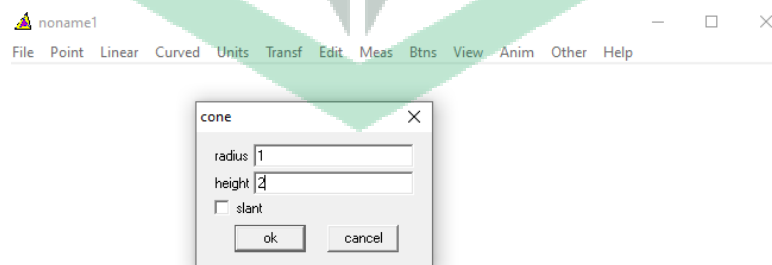 noname1
File Point Linear Curved Units Transf Edit Meas Btns View Anim Other Help
cone
radius 1
height 2
slant
ok cancel